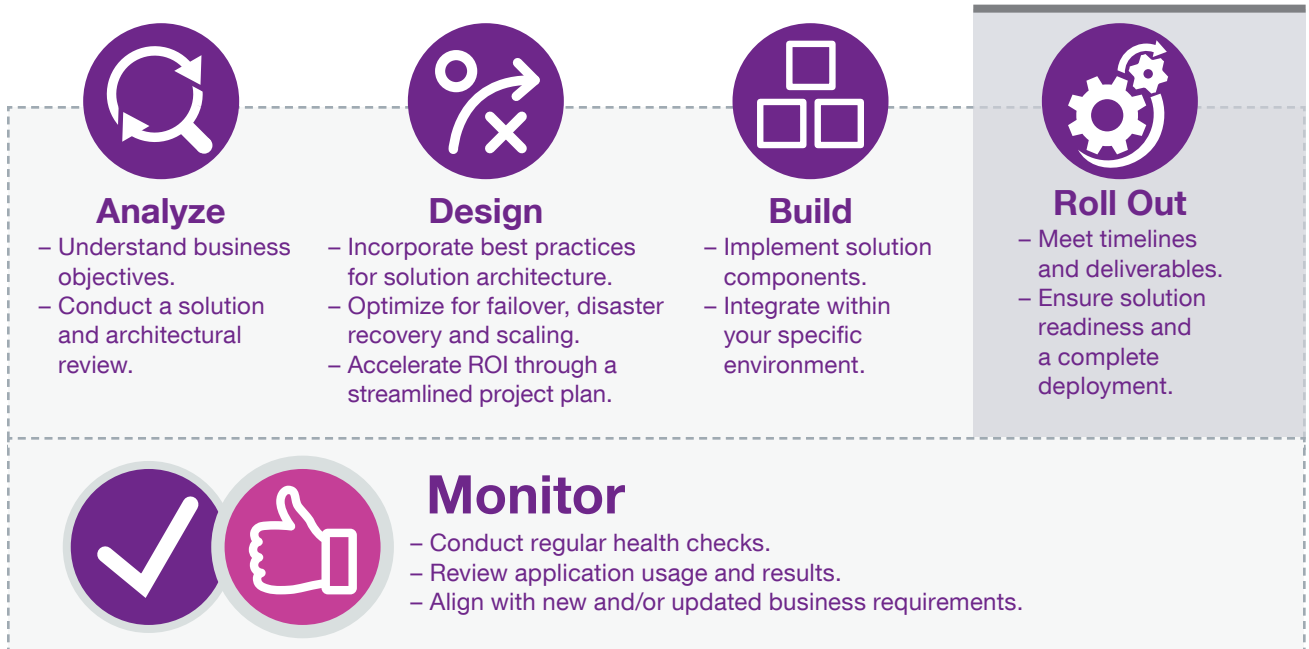 Analyze
– Understand business
objectives.
– Conduct a solution
and architectural
review.
Design
– Incorporate best practices
for solution architecture.
– Optimize for failover, disaster
recovery and scaling.
– Accelerate ROI through a
streamlined project plan.
Build
– Implement solution
components.
– Integrate within
your specific
environment.
Roll Out
– Meet timelines
and deliverables.
– Ensure solution
readiness and
a complete
deployment.
Monitor
– Conduct regular health checks.
– Review application usage and results.
– Align with new and/or updated business requirements.